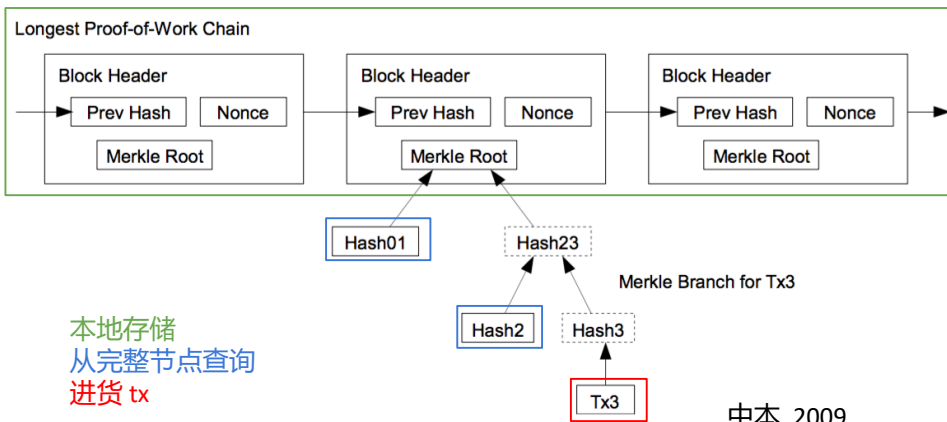 Longest Proof-of-Work Chain
Block Header
Block Header
Block Header
Prev Hash
Nonce
Prev Hash
Nonce
Prev Hash
Nonce
Merkle Root
Merkle Root
Merkle Root
Hash01
Hash23
Merkle Branch for Tx3
Hash2
Hash3
本地存储
从完整节点查询
进货 tx
Tx3
中本, 2009